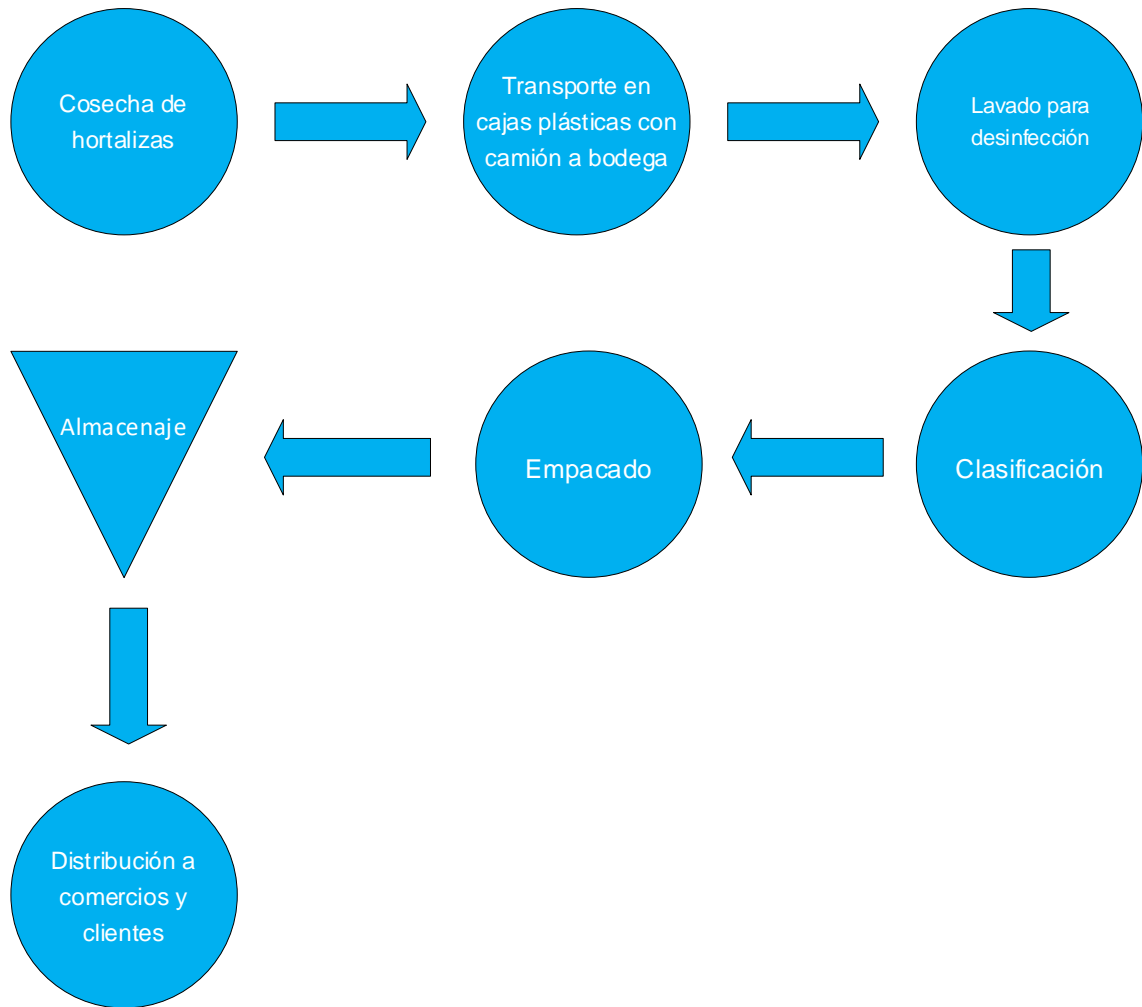 Cosecha de
hortalizas
Transporte en
cajas plásticas con
camión a bodega
Lavado para
desinfección
Clasificación
Empacado
Almacenaje
Distribución a
comercios y
clientes